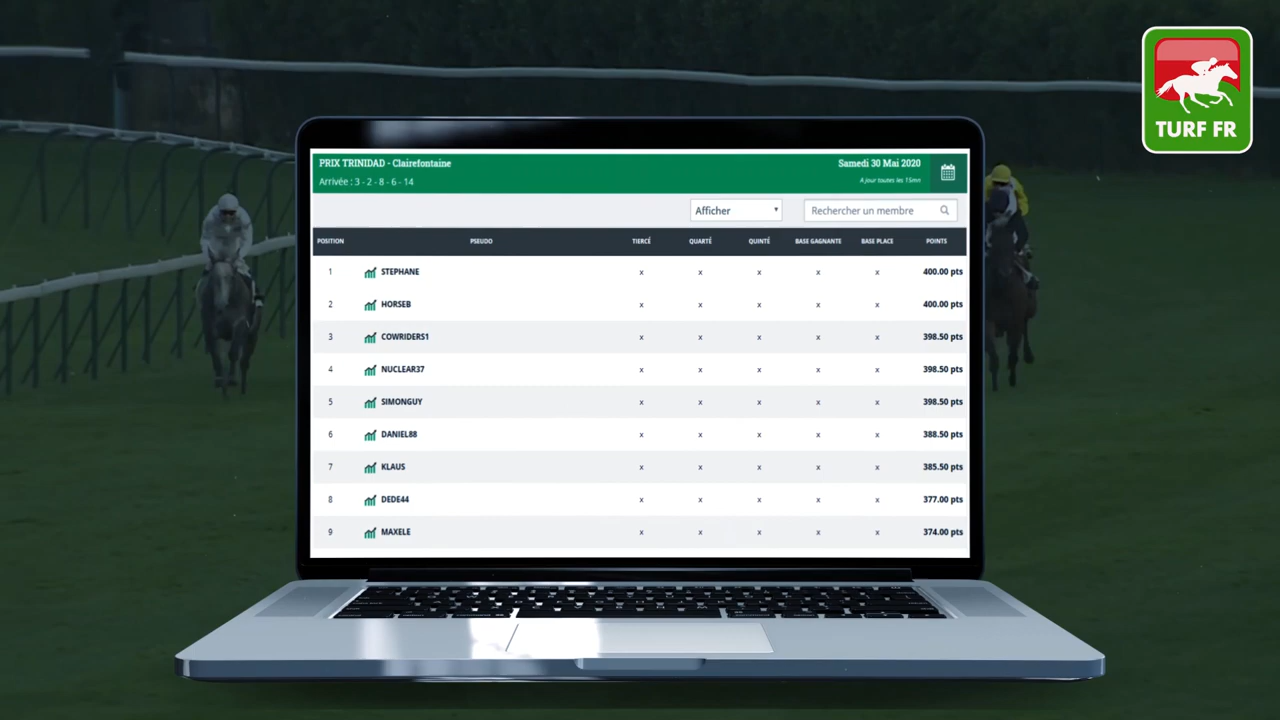 TURF FR
PRIX TRINIDAD - Clairefontaine
Samedi 30 Mai 2020
Arrivée : 3 - 2 - 8 - 6 - 14
A jour toutes les 15mn
Afficher
Rechercher un membre
POSITION PSEUDO TIERCÉ QUARTÉ QUINTÉ BASE GAGNANTE BASE PLACE POINTS
1 STEPHANE x x x x x 400.00 pts
2 HORSEB x x x x x 400.00 pts
3 COWRIDERS1 x x x x x 398.50 pts
4 NUCLEAR37 x x x x x 398.50 pts
5 SIMONGUY x x x x x 398.50 pts
6 DANIEL88 x x x x x 388.50 pts
7 KLAUS x x x x x 385.50 pts
8 DEDE44 x x x x x 377.00 pts
9 MAXELE x x x x x 374.00 pts